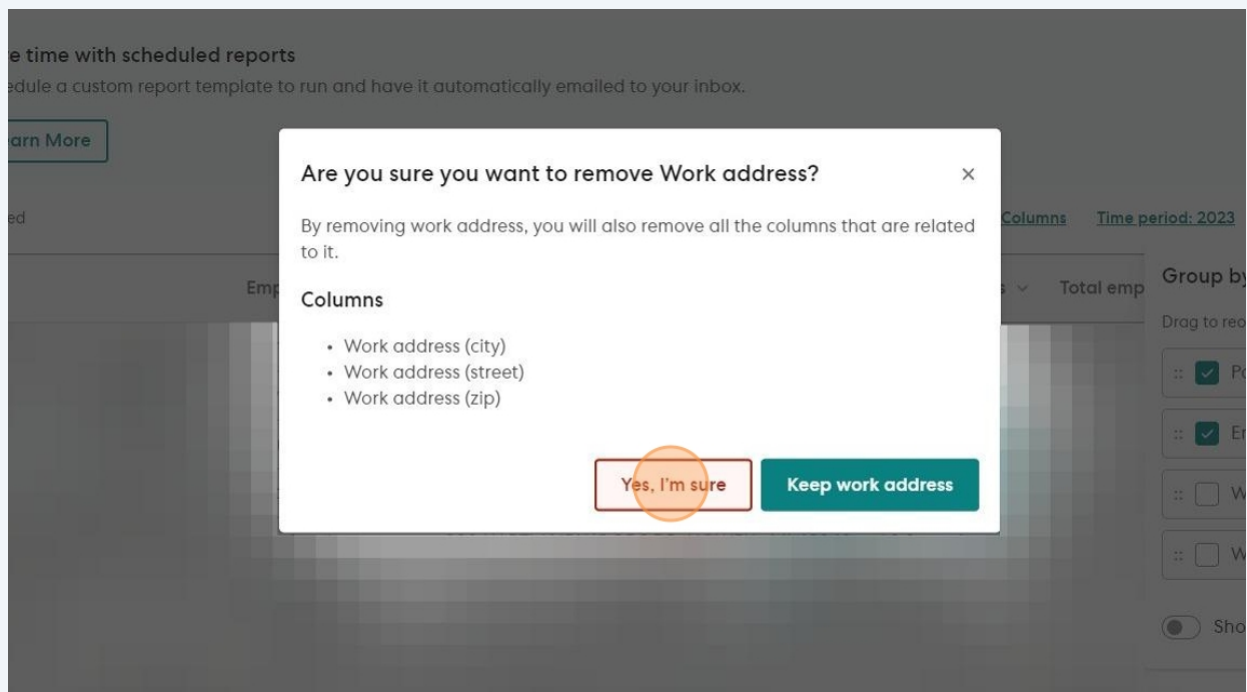 e time with scheduled reports
edule a custom report template to run and have it automatically emailed to your inbox.
arn More
Are you sure you want to remove Work address?
By removing work address, you will also remove all the columns that are related
to it.
Columns
• Work address (city)
• Work address (street)
• Work address (zip)
Yes, I'm sure
Keep work address
ed
Columns
Time period: 2023
Emp
s
Total emp
Group by
Drag to reo
Sho